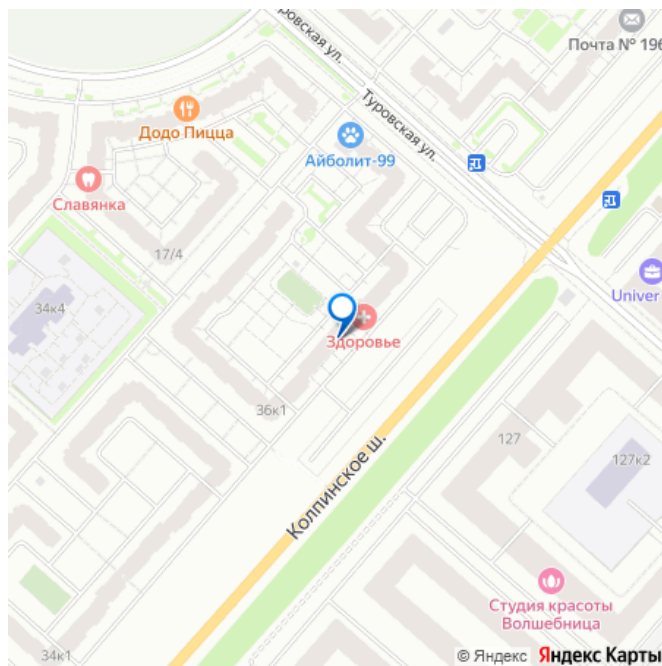 Туровская ул.
Почта № 196
Додо Пицца
Туровская ул.
Айболит-99
Славянка
17/4
34к4
Univer
Здоровье
36к1
127
127к2
Колпинское ш.
Студия красоты
Волшебница
34к1
© Яндекс Яндекс Карты